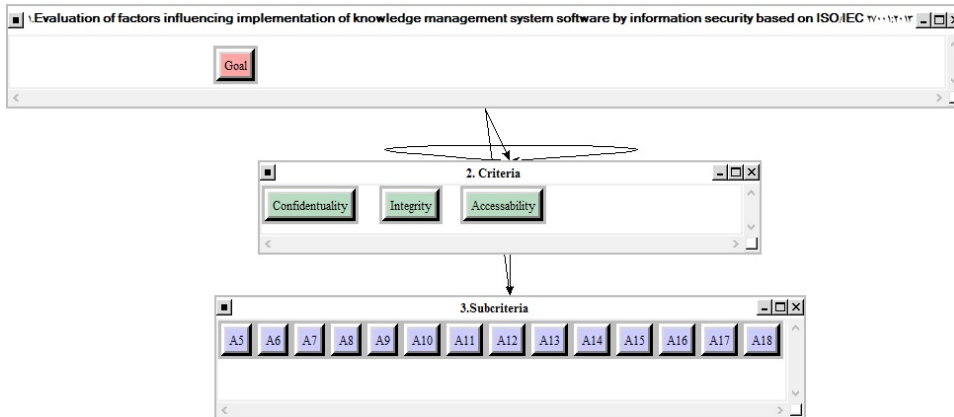 ۱.Evaluation of factors influencing implementation of knowledge management system software by information security based on ISO/IEC ۲۷۰۰۱:۲۰۱۳
Goal
2. Criteria
Confidentuality Integrity Accessability
3.Subcriteria
A5 A6 A7 A8 A9 A10 A11 A12 A13 A14 A15 A16 A17 A18